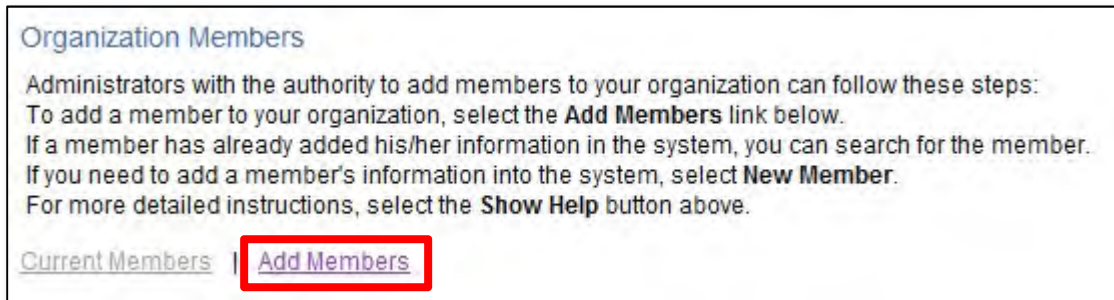 Organization Members
Administrators with the authority to add members to your organization can follow these steps:
To add a member to your organization, select the Add Members link below.
If a member has already added his/her information in the system, you can search for the member.
If you need to add a member's information into the system, select New Member.
For more detailed instructions, select the Show Help button above.
Current Members | Add Members